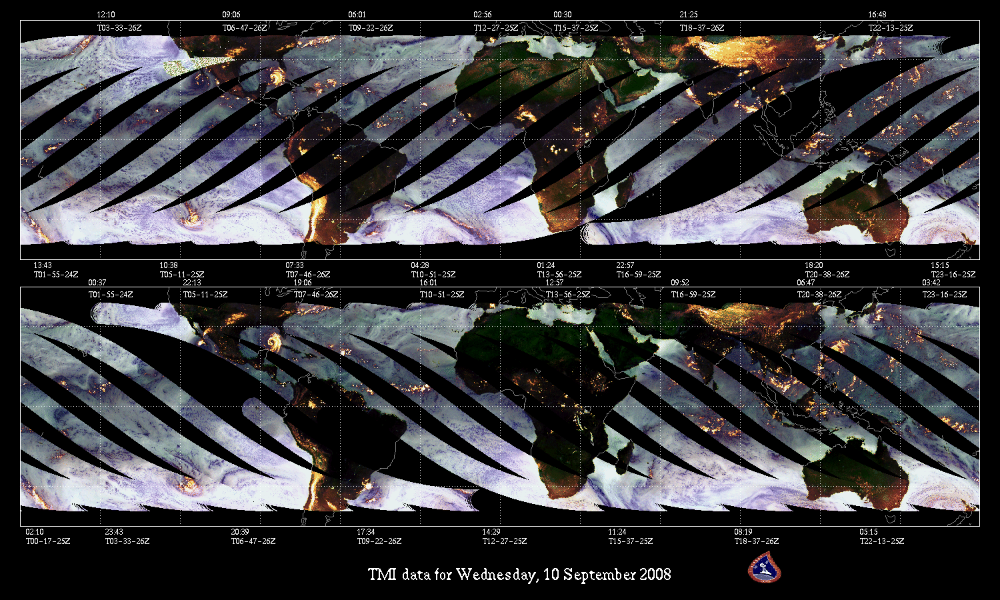 12:10 09:06 06:01 02:56 00:30 21:25 16:48
T03-33-26Z T06-47-26Z T09-22-26Z T12-27-25Z T15-37-25Z T18-37-26Z T22-13-25Z
13:43 10:38 07:33 04:28 01:24 22:57 18:20 15:15
T01-55-24Z T05-11-25Z T07-46-26Z T10-51-25Z T13-56-25Z T16-59-25Z T20-38-26Z T23-16-25Z
00:37 22:13 19:06 16:01 12:57 09:52 06:47 03:42
T01-55-24Z T05-11-25Z T07-46-26Z T10-51-25Z T13-56-25Z T16-59-25Z T20-38-26Z T23-16-25Z
02:10 23:43 20:39 17:34 14:29 11:24 08:19 05:15
T00-17-25Z T03-33-26Z T06-47-26Z T09-22-26Z T12-27-25Z T15-37-25Z T18-37-26Z T22-13-25Z
TMI data for Wednesday, 10 September 2008